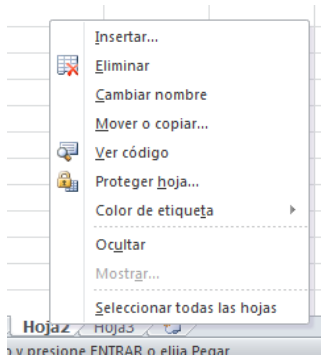 Insertar...
Eliminar
Cambiar nombre
Mover o copiar...
Ver código
Proteger hoja...
Color de etiqueta
Ocultar
Mostrar...
Seleccionar todas las hojas
Hoja2 Hoja3
o y presione ENTRAR o elija Pegar